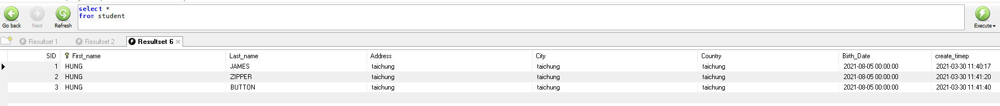 select *
from student
Go back Next Refresh Execute
Resultset 1 Resultset 2 Resultset 6
SID First_name Last_name Address City Country Birth_Date create_timep
1 HUNG JAMES taichung taichung taichung 2021-08-05 00:00:00 2021-03-30 11:40:17
2 HUNG ZIPPER taichung taichung taichung 2021-08-05 00:00:00 2021-03-30 11:41:20
3 HUNG BUTTON taichung taichung taichung 2021-08-05 00:00:00 2021-03-30 11:41:40